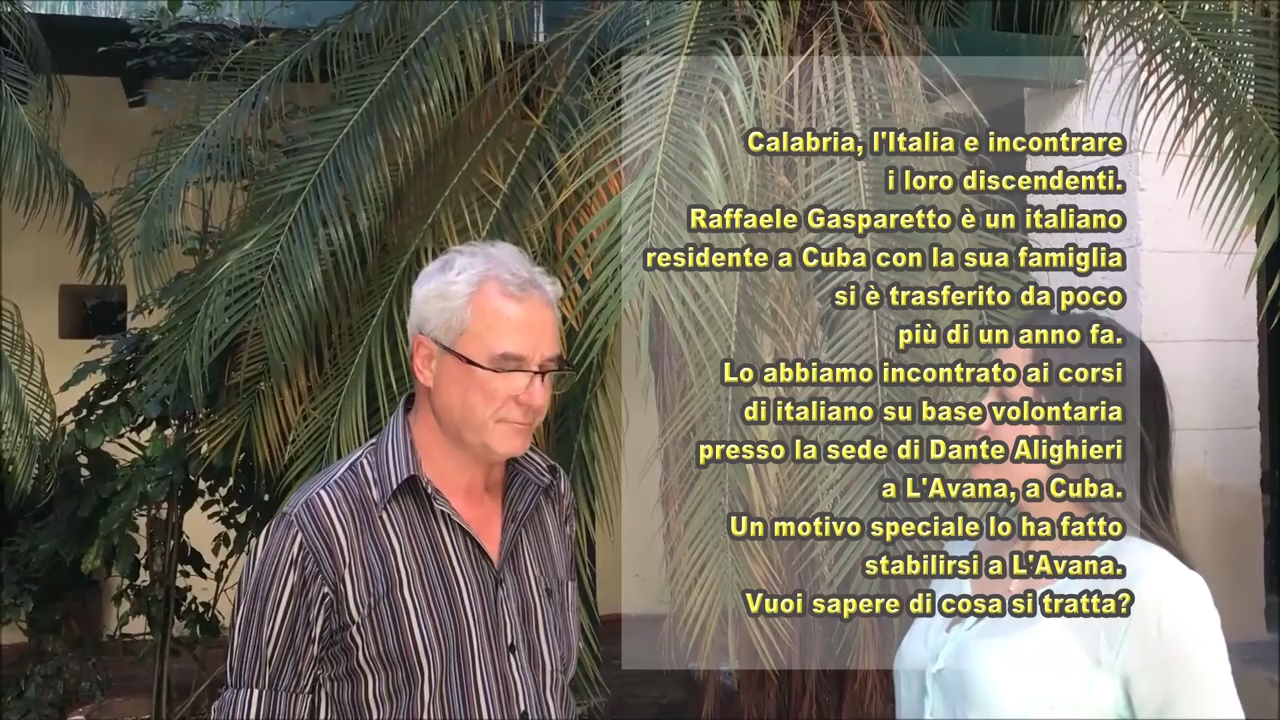 Calabria, l'Italia e incontrare
i loro discendenti.
Raffaele Gasparetto è un italiano
residente a Cuba con la sua famiglia
si è trasferito da poco
più di un anno fa.
Lo abbiamo incontrato ai corsi
di italiano su base volontaria
presso la sede di Dante Alighieri
a L'Avana, a Cuba.
Un motivo speciale lo ha fatto
stabilirsi a L'Avana.
Vuoi sapere di cosa si tratta?